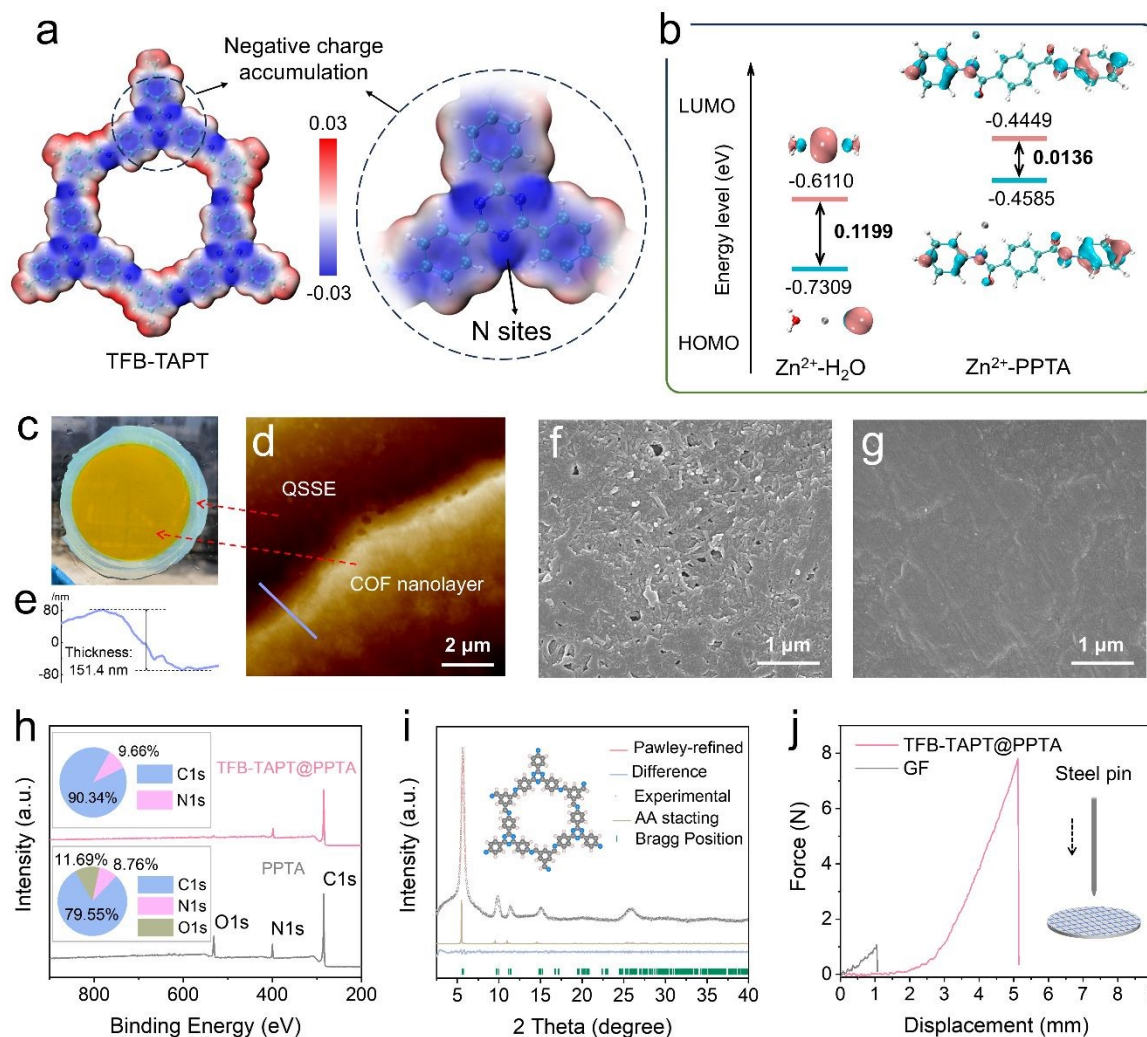 a
Negative charge
accumulation
0.03
-0.03
N sites
TFB-TAPT
b
Energy level (eV)
LUMO
HOMO
-0.6110
0.1199
-0.7309
Zn²⁺-H₂O
-0.4449
0.0136
-0.4585
Zn²⁺-PPTA
c
d
QSSE
COF nanolayer
2 μm
e
/nm
80
0
-80
Thickness:
151.4 nm
f
1 μm
g
1 μm
h
Intensity (a.u.)
9.66%
90.34%
C1s
N1s
TFB-TAPT@PPTA
11.69%
8.76%
79.55%
C1s
N1s
O1s
PPTA
O1s
N1s
C1s
800
600
400
200
Binding Energy (eV)
i
Intensity (a.u.)
Pawley-refined
Difference
Experimental
AA stacting
Bragg Position
5
10
15
20
25
30
35
40
2 Theta (degree)
j
Force (N)
8
6
4
2
0
TFB-TAPT@PPTA
GF
Steel pin
0
1
2
3
4
5
6
7
8
Displacement (mm)